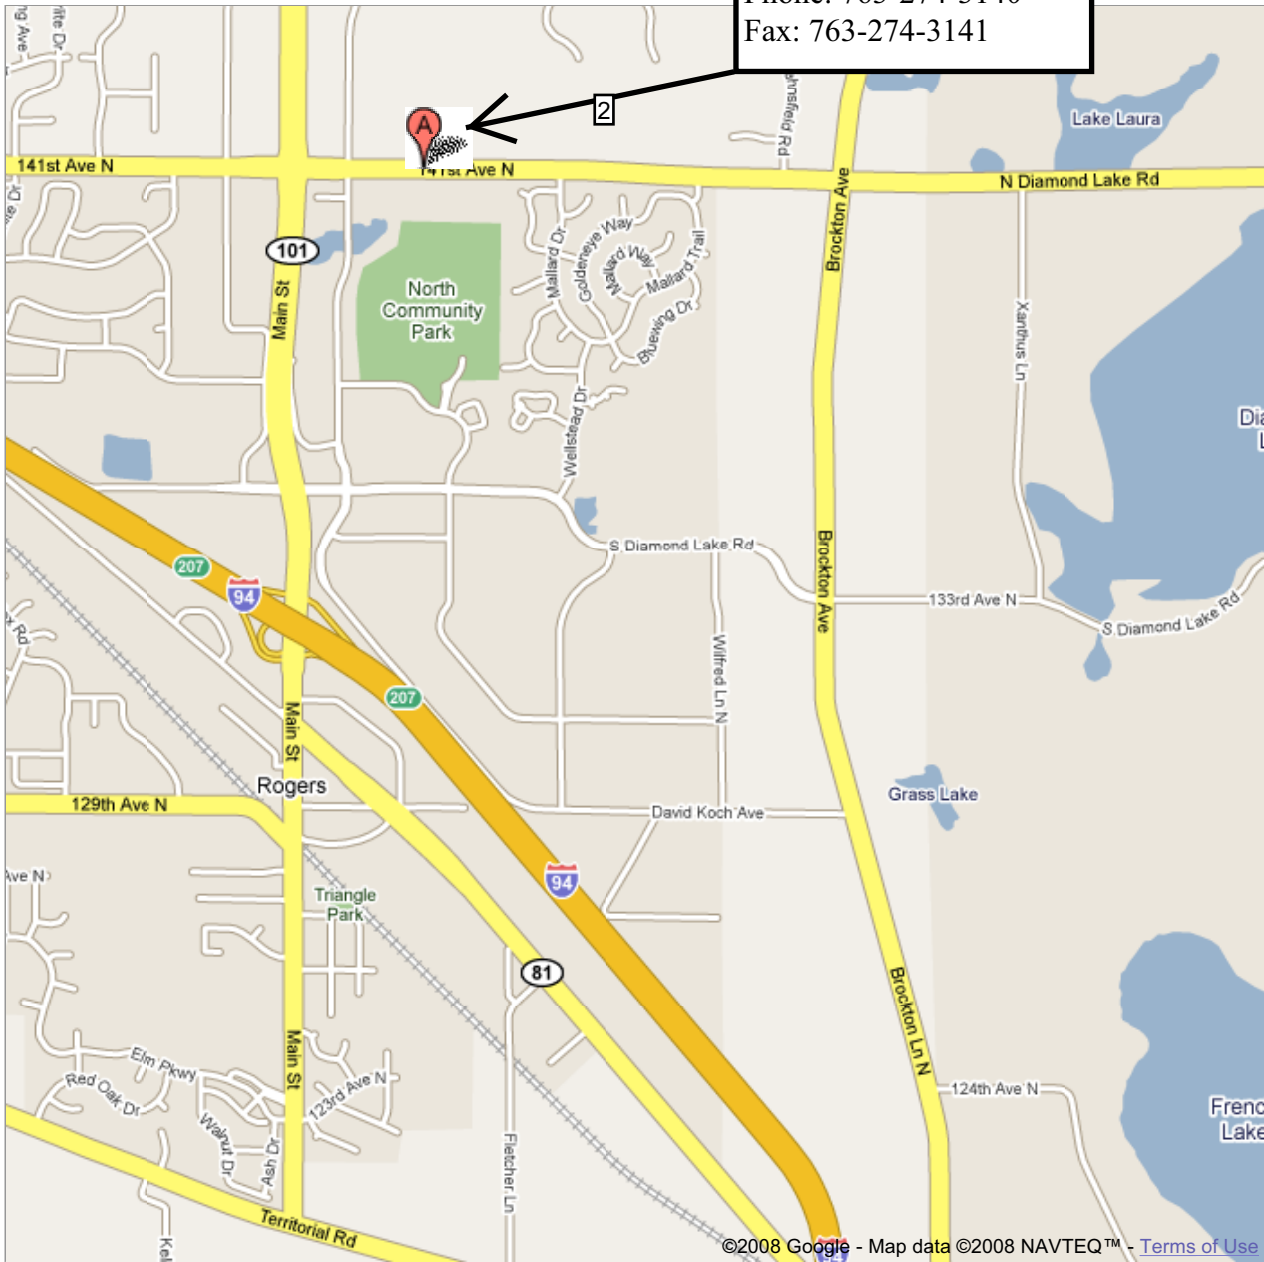 Fax: 763-274-3141
2
A
141st Ave N
141st Ave N
N Diamond Lake Rd
Lake Laura
Brockton Ave
101
Main St
North
Community
Park
Mallard Dr
Goldeneye Way
Mallard Way
Mallard Trail
Bluewing Dr
Wellstead Dr
Xanthus Ln
207
94
S Diamond Lake Rd
Brockton Ave
133rd Ave N
S Diamond Lake Rd
Wilfred Ln N
207
Main St
Rogers
129th Ave N
David Koch Ave
Grass Lake
94
Ave N
Triangle
Park
81
Brockton Ln N
Main St
Elm Pkwy
Red Oak Dr
123rd Ave N
Walnut Dr
Ash Dr
Fletcher Ln
124th Ave N
Territorial Rd
©2008 Google - Map data ©2008 NAVTEQ™ - Terms of Use